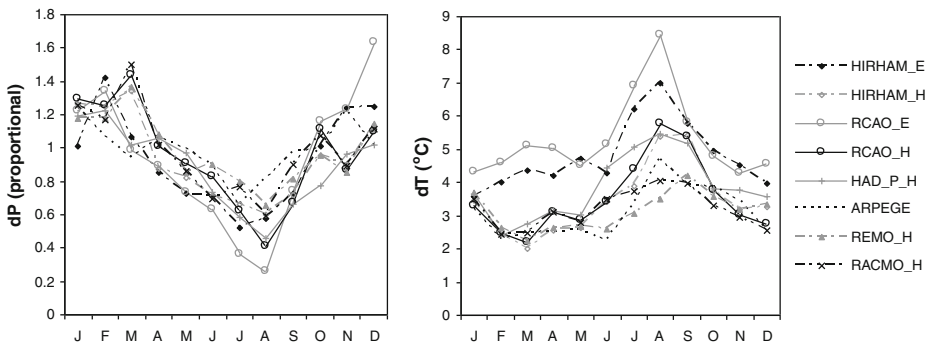 dP (proportional)
1.8
1.6
1.4
1.2
1
0.8
0.6
0.4
0.2
0
J F M A M J J A S O N D
dT (°C)
9
8
7
6
5
4
3
2
1
0
J F M A M J J A S O N D
HIRHAM_E
HIRHAM_H
RCAO_E
RCAO_H
HAD_P_H
ARPEGE
REMO_H
RACMO_H